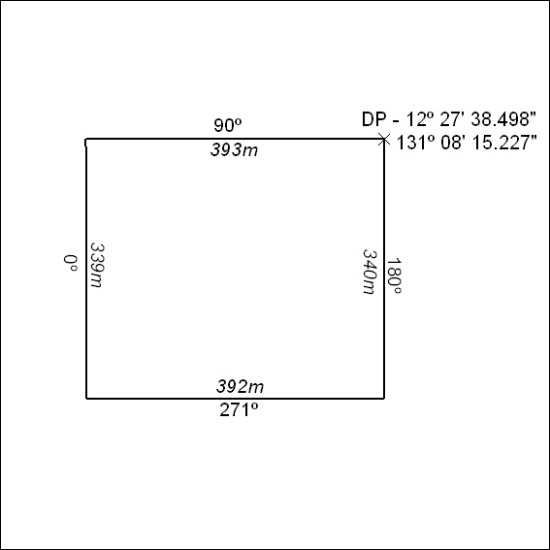 DP - 12º 27' 38.498"
131º 08' 15.227"
90º
393m
0º
339m
340m
180º
392m
271º